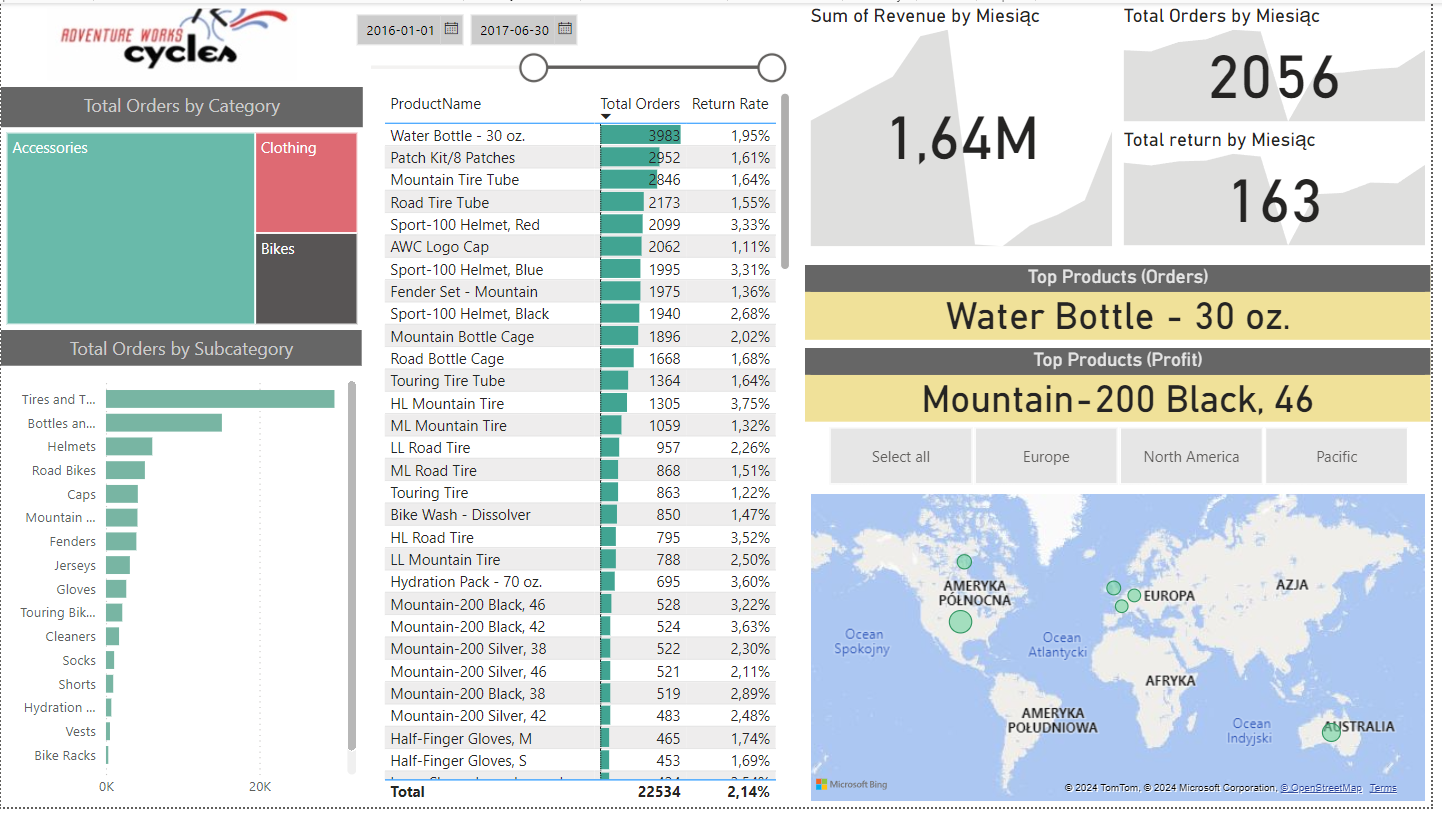 ADVENTURE WORKS
cycles
2016-01-01 2017-06-30
Total Orders by Category
Accessories
Clothing
Bikes
Total Orders by Subcategory
Tires and T...
Bottles an...
Helmets
Road Bikes
Caps
Mountain ...
Fenders
Jerseys
Gloves
Touring Bik...
Cleaners
Socks
Shorts
Hydration ...
Vests
Bike Racks
0K 20K
ProductName Total Orders Return Rate
Water Bottle - 30 oz. 3983 1,95%
Patch Kit/8 Patches 2952 1,61%
Mountain Tire Tube 2846 1,64%
Road Tire Tube 2173 1,55%
Sport-100 Helmet, Red 2099 3,33%
AWC Logo Cap 2062 1,11%
Sport-100 Helmet, Blue 1995 3,31%
Fender Set - Mountain 1975 1,36%
Sport-100 Helmet, Black 1940 2,68%
Mountain Bottle Cage 1896 2,02%
Road Bottle Cage 1668 1,68%
Touring Tire Tube 1364 1,64%
HL Mountain Tire 1305 3,75%
ML Mountain Tire 1059 1,32%
LL Road Tire 957 2,26%
ML Road Tire 868 1,51%
Touring Tire 863 1,22%
Bike Wash - Dissolver 850 1,47%
HL Road Tire 795 3,52%
LL Mountain Tire 788 2,50%
Hydration Pack - 70 oz. 695 3,60%
Mountain-200 Black, 46 528 3,22%
Mountain-200 Black, 42 524 3,63%
Mountain-200 Silver, 38 522 2,30%
Mountain-200 Silver, 46 521 2,11%
Mountain-200 Black, 38 519 2,89%
Mountain-200 Silver, 42 483 2,48%
Half-Finger Gloves, M 465 1,74%
Half-Finger Gloves, S 453 1,69%
Total 22534 2,14%
Sum of Revenue by Miesiąc
1,64M
Total Orders by Miesiąc
2056
Total return by Miesiąc
163
Top Products (Orders)
Water Bottle - 30 oz.
Top Products (Profit)
Mountain-200 Black, 46
Select all Europe North America Pacific
AMERYKA
PÓŁNOCNA
EUROPA
AZJA
Ocean
Spokojny
Ocean
Atlantycki
AFRYKA
AMERYKA
POŁUDNIOWA
Ocean
Indyjski
AUSTRALIA
Microsoft Bing
© 2024 TomTom, © 2024 Microsoft Corporation, © OpenStreetMap Terms